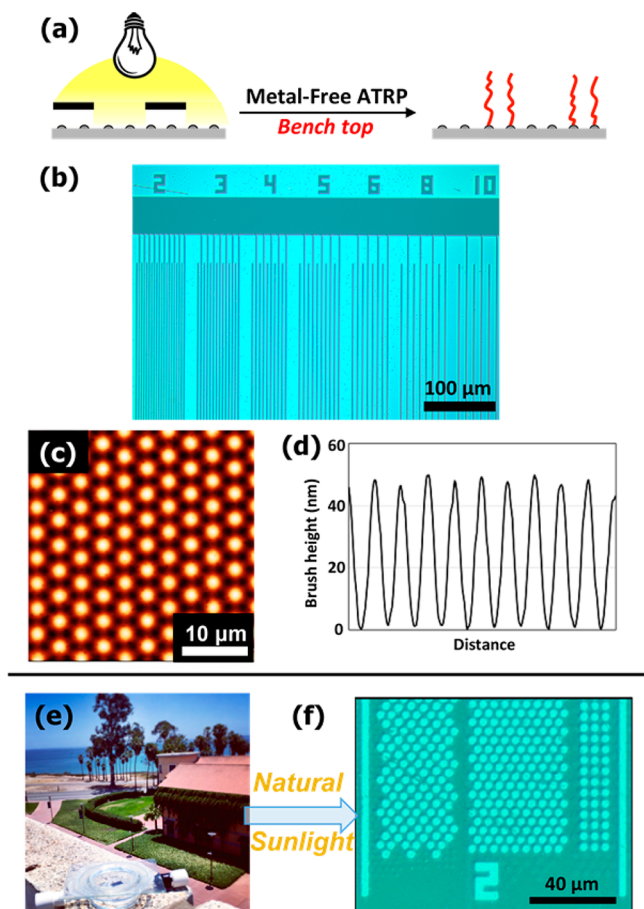 (a)
Metal-Free ATRP
Bench top
(b)
2 3 4 5 6 8 10
100 µm
(c)
10 µm
(d)
60
40
20
0
Brush height (nm)
Distance
(e)
Natural
Sunlight
(f)
2
40 µm